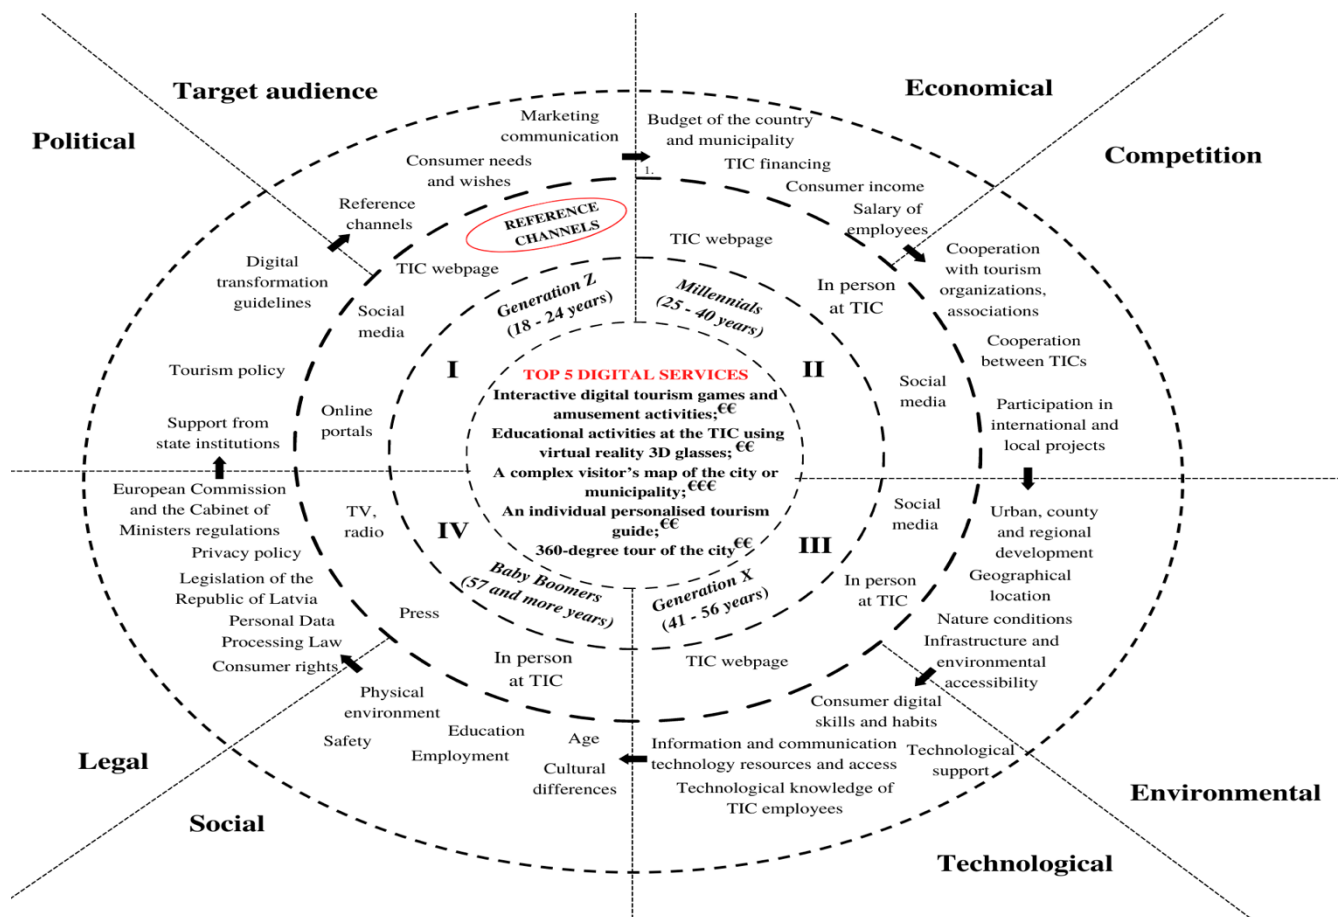 Target audience
Political
Economical
Competition
Marketing
communication
Consumer needs
and wishes
Reference
channels
Digital
transformation
guidelines
Tourism policy
Support from
state institutions
Budget of the country
and municipality
1.
TIC financing
Consumer income
Salary of
employees
Cooperation
with tourism
organizations,
associations
Cooperation
between TICs
Participation in
international and
local projects
REFERENCE
CHANNELS
TIC webpage
Social
media
Online
portals
TIC webpage
In person
at TIC
Social
media
Generation Z
(18 - 24 years)
Millennials
(25 - 40 years)
I
II
TOP 5 DIGITAL SERVICES
Interactive digital tourism games and
amusement activities;€€
Educational activities at the TIC using
virtual reality 3D glasses; €€
A complex visitor's map of the city or
municipality;€€€
An individual personalised tourism
guide;€€
360-degree tour of the city€€
IV
III
Baby Boomers
(57 and more years)
Generation X
(41 - 56 years)
TV,
radio
Press
In person
at TIC
Social
media
In person
at TIC
TIC webpage
European Commission
and the Cabinet of
Ministers regulations
Privacy policy
Legislation of the
Republic of Latvia
Personal Data
Processing Law
Consumer rights
Physical
environment
Safety
Education
Employment
Age
Cultural
differences
Urban, county
and regional
development
Geographical
location
Nature conditions
Infrastructure and
environmental
accessibility
Consumer digital
skills and habits
Information and communication
technology resources and access
Technological
support
Technological knowledge of
TIC employees
Legal
Social
Environmental
Technological